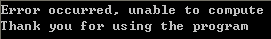 Error occurred, unable to compute
Thank you for using the program